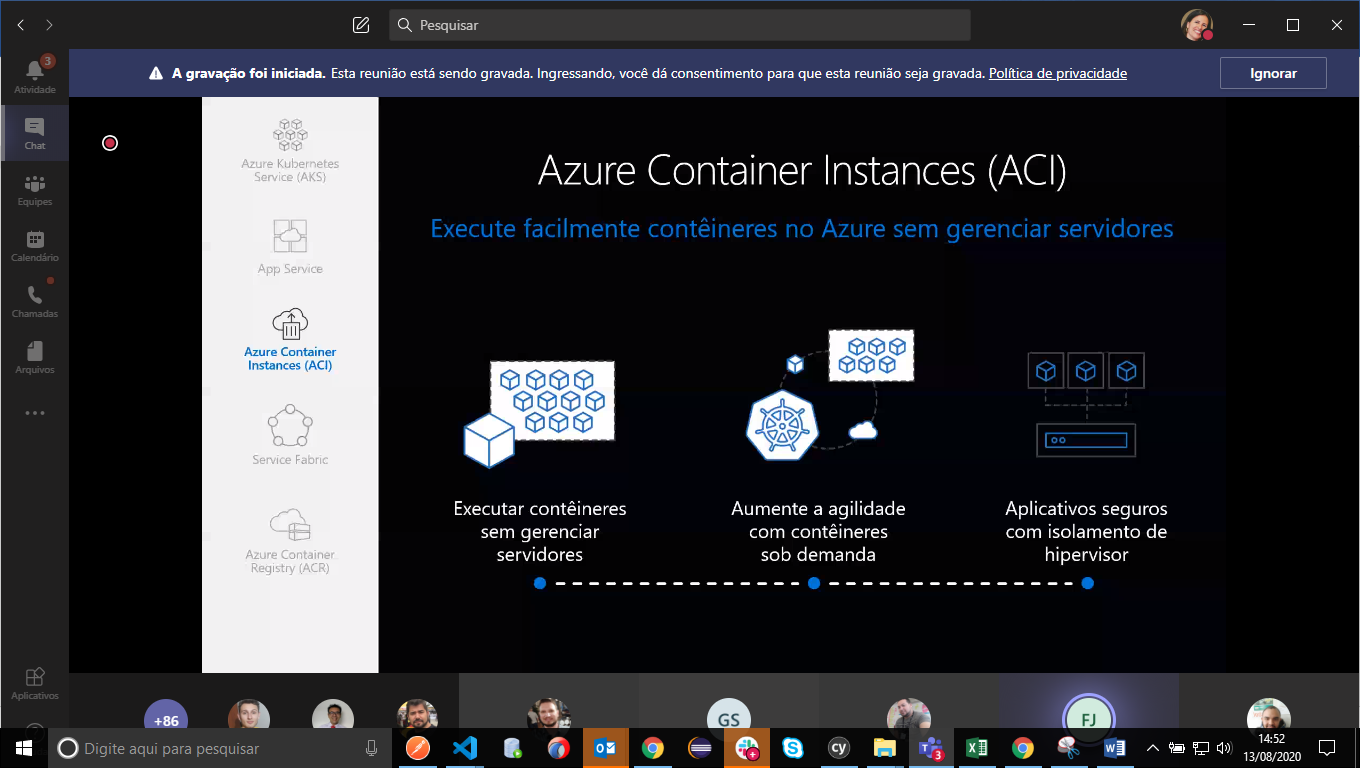 Pesquisar
A gravação foi iniciada. Esta reunião está sendo gravada. Ingressando, você dá consentimento para que esta reunião seja gravada. Política de privacidade
Ignorar
3
Atividade
Chat
Equipes
Calendário
Chamadas
Arquivos
Aplicativos
Azure Kubernetes
Service (AKS)
App Service
Azure Container
Instances (ACI)
Service Fabric
Azure Container
Registry (ACR)
Azure Container Instances (ACI)
Execute facilmente contêineres no Azure sem gerenciar servidores
Executar contêineres
sem gerenciar
servidores
Aumente a agilidade
com contêineres
sob demanda
Aplicativos seguros
com isolamento de
hipervisor
+86
GS
FJ
Digite aqui para pesquisar
cy
3
14:52
13/08/2020